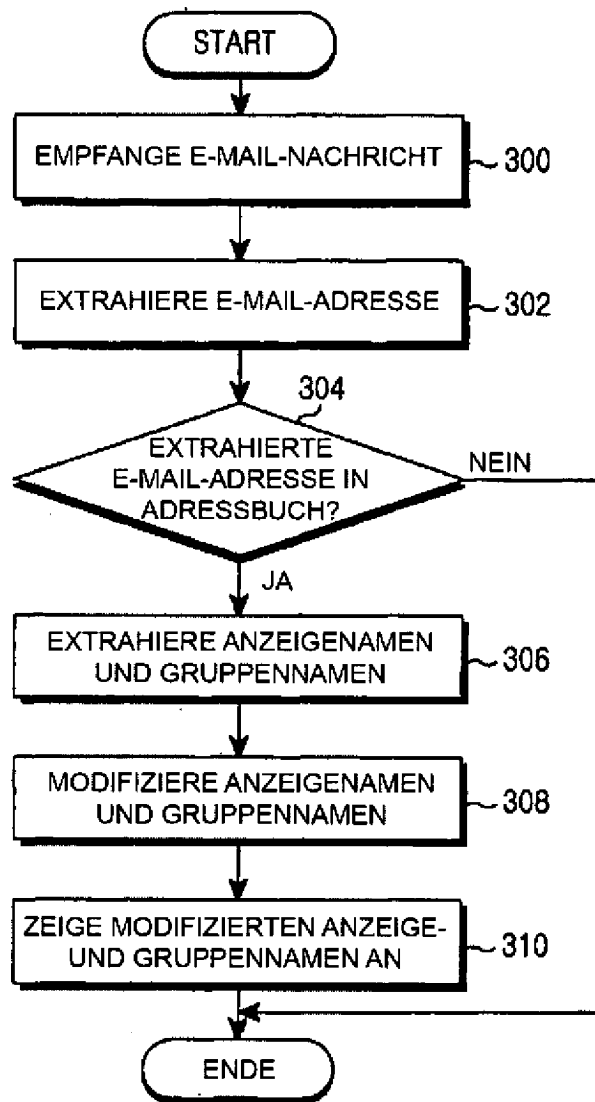 START
EMPFANGE E-MAIL-NACHRICHT
300
EXTRAHIERE E-MAIL-ADRESSE
302
304
EXTRAHIERTE
E-MAIL-ADRESSE IN
ADRESSBUCH?
NEIN
JA
EXTRAHIERE ANZEIGENAMEN
UND GRUPPENNAMEN
306
MODIFIZIERE ANZEIGENAMEN
UND GRUPPENNAMEN
308
ZEIGE MODIFIZIERTEN ANZEIGE-
UND GRUPPENNAMEN AN
310
ENDE